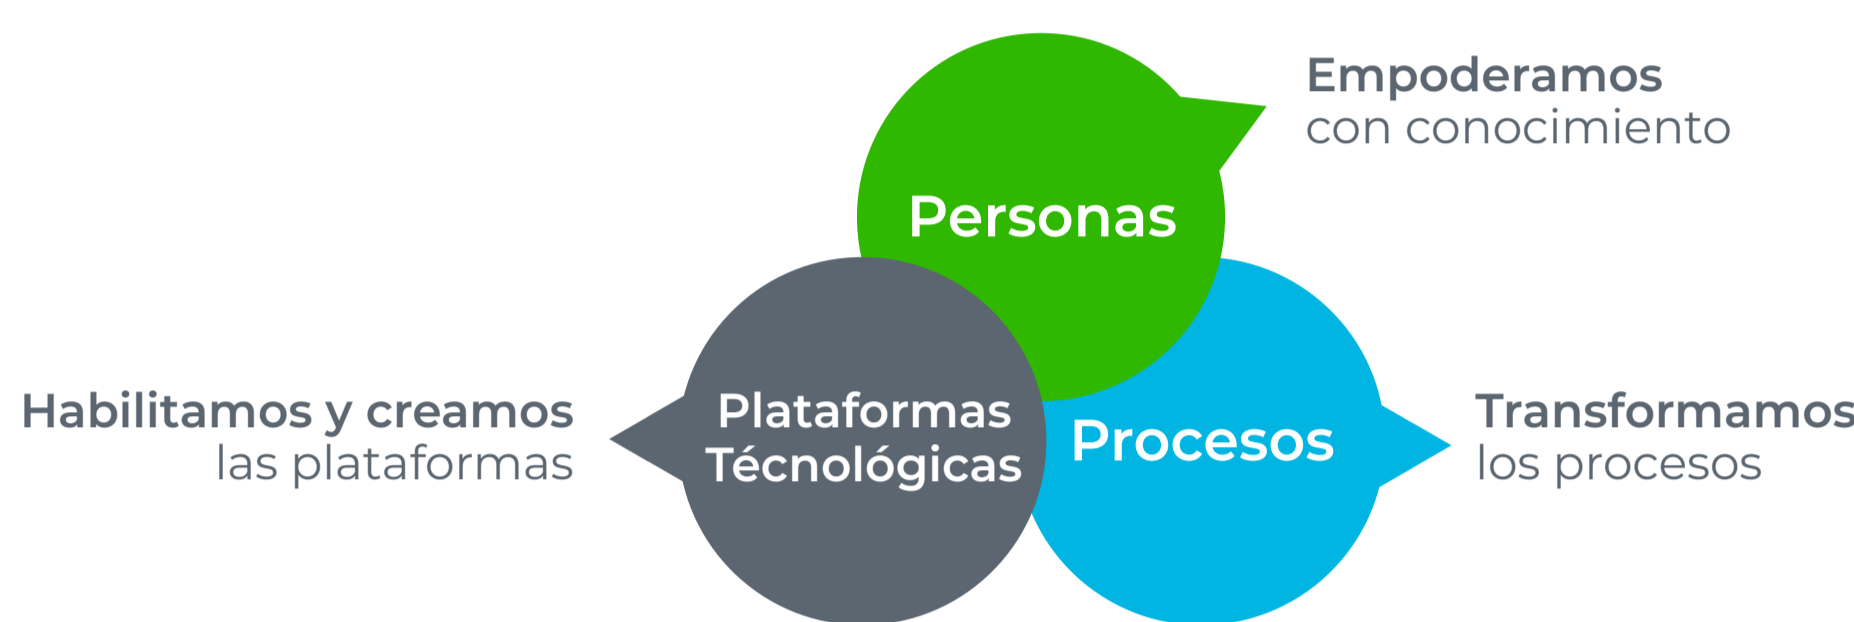 Empoderamos
con conocimiento
Personas
Habilitamos y creamos
las plataformas
Plataformas
Técnológicas
Procesos
Transformamos
los procesos